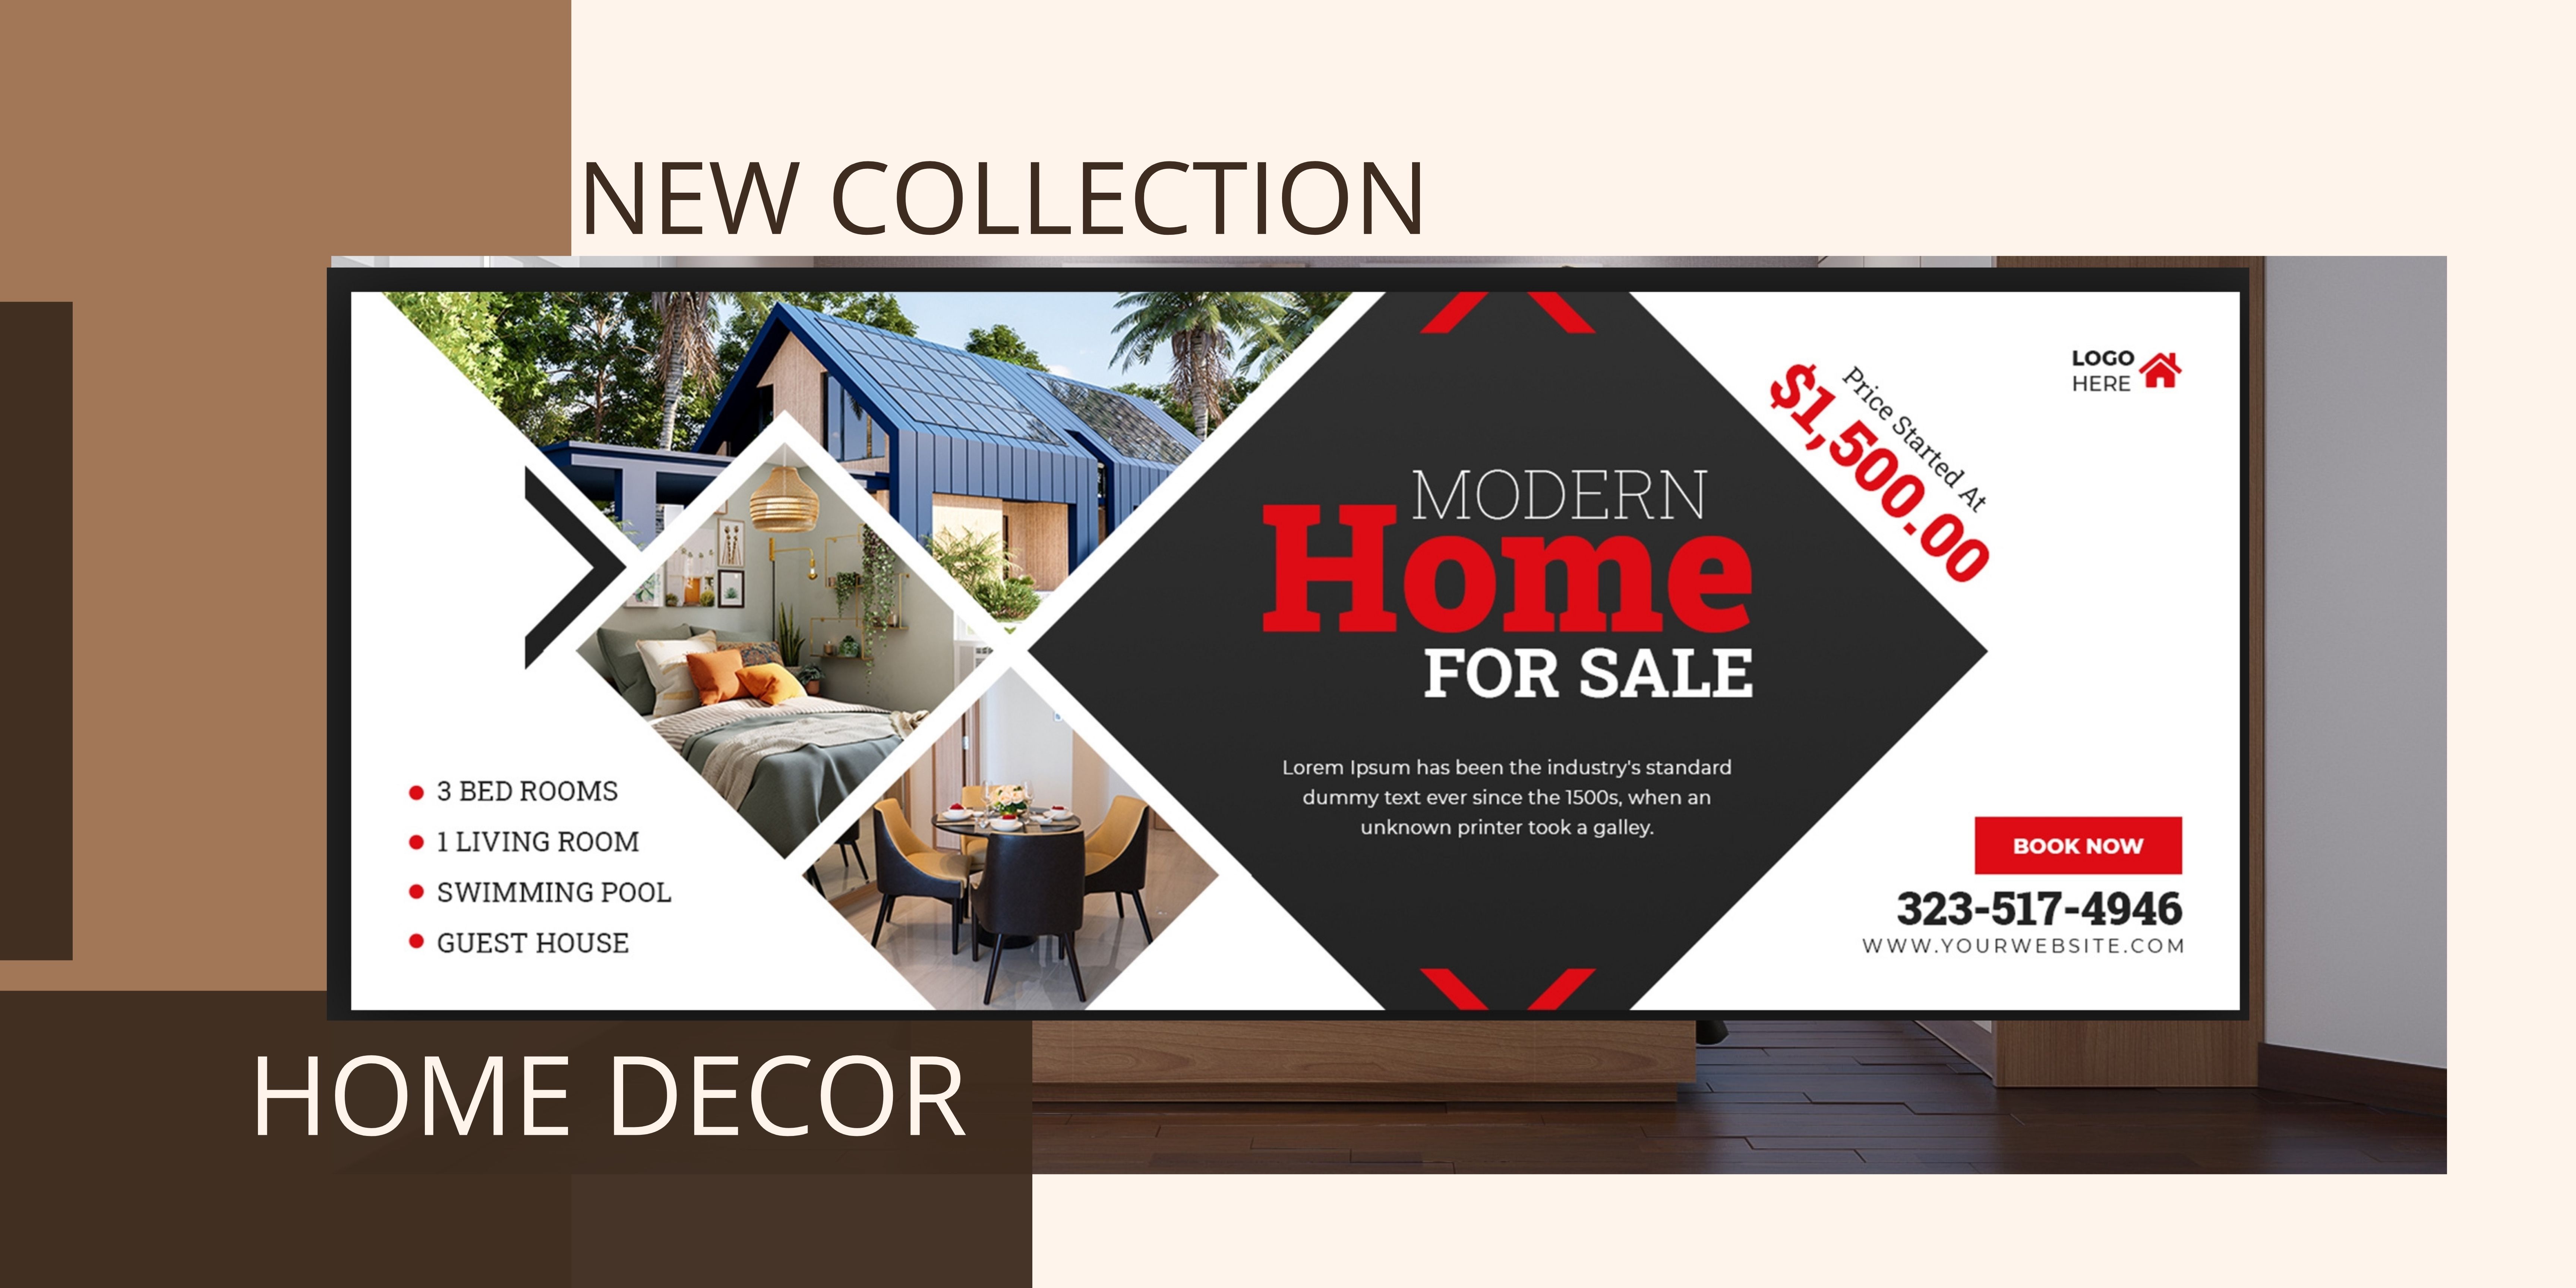 NEW COLLECTION
LOGO
HERE
Price Started At
$1,500.00
MODERN
Home
FOR SALE
Lorem Ipsum has been the industry's standard
dummy text ever since the 1500s, when an
unknown printer took a galley.
3 BED ROOMS
1 LIVING ROOM
SWIMMING POOL
GUEST HOUSE
BOOK NOW
323-517-4946
WWW.YOURWEBSITE.COM
HOME DECOR